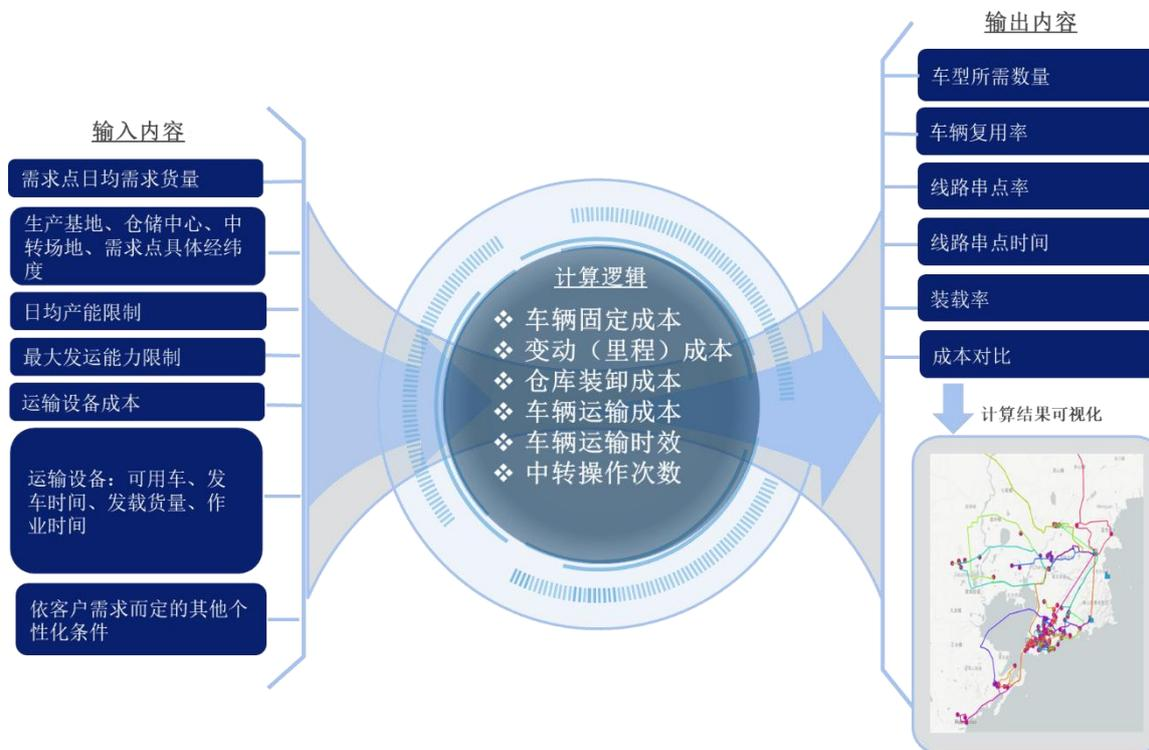 输入内容
需求点日均需求货量
生产基地、仓储中心、中
转场地、需求点具体经纬
度
日均产能限制
最大发运能力限制
运输设备成本
运输设备：可用车、发
车时间、发载货量、作
业时间
依客户需求而定的其他个
性化条件
计算逻辑
❖ 车辆固定成本
❖ 变动（里程）成本
❖ 仓库装卸成本
❖ 车辆运输成本
❖ 车辆运输时效
❖ 中转操作次数
输出内容
车型所需数量
车辆复用率
线路串点率
线路串点时间
装载率
成本对比
计算结果可视化